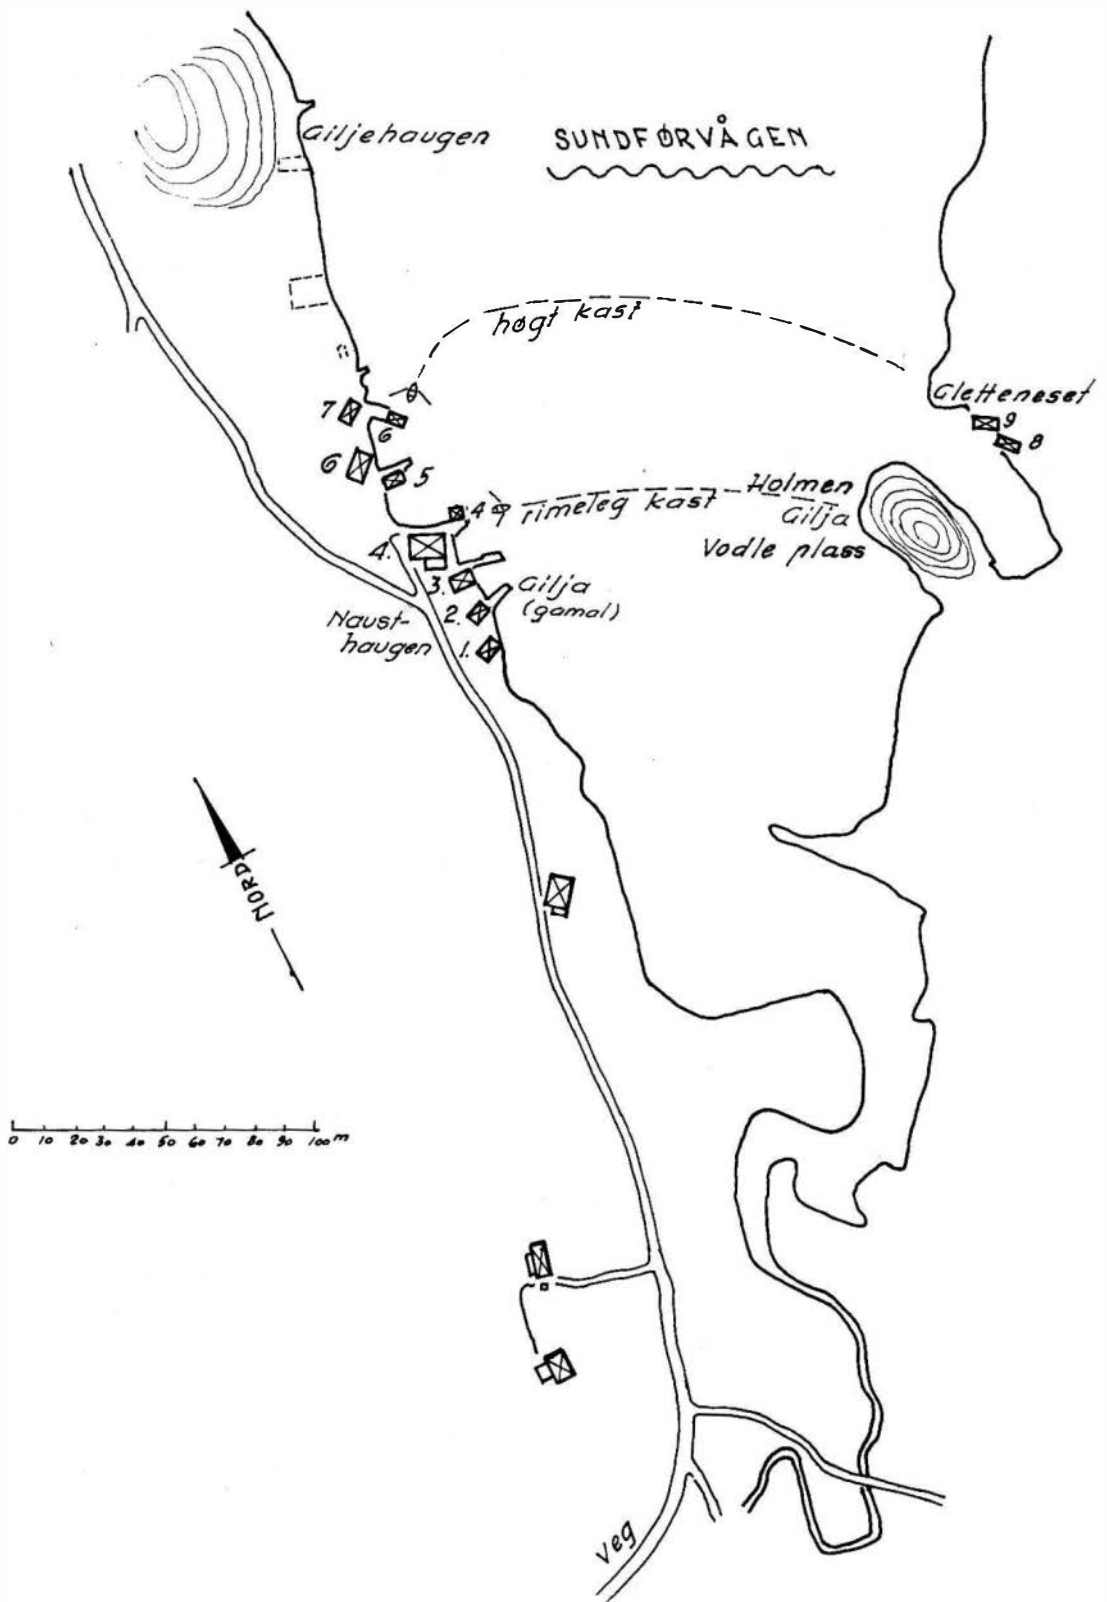 Giljehaugen
SUNDFØRVÅGEN
høgt kast
Gletteneset
9
8
7
6
6
5
4
rimeleg kast
Holmen
Gilja
Vodle plass
4.
3.
2.
1.
Gilja
(gamal)
Naust-
haugen
NORD
0 10 20 30 40 50 60 70 80 90 100 m
veg